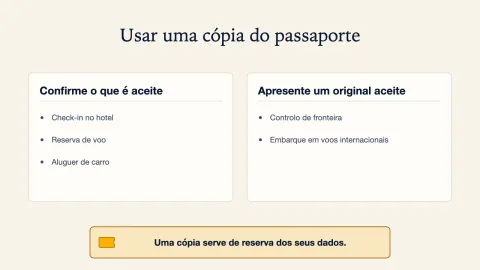 Usar uma cópia do passaporte
Confirme o que é aceite
• Check-in no hotel
• Reserva de voo
• Aluguer de carro
Apresente um original aceite
• Controlo de fronteira
• Embarque em voos internacionais
Uma cópia serve de reserva dos seus dados.